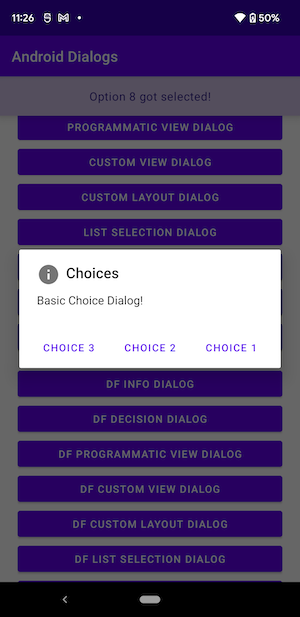 11:26
50%
Android Dialogs
Option 8 got selected!
PROGRAMMATIC VIEW DIALOG
CUSTOM VIEW DIALOG
CUSTOM LAYOUT DIALOG
LIST SELECTION DIALOG
Choices
Basic Choice Dialog!
CHOICE 3 CHOICE 2 CHOICE 1
DF INFO DIALOG
DF DECISION DIALOG
DF PROGRAMMATIC VIEW DIALOG
DF CUSTOM VIEW DIALOG
DF CUSTOM LAYOUT DIALOG
DF LIST SELECTION DIALOG